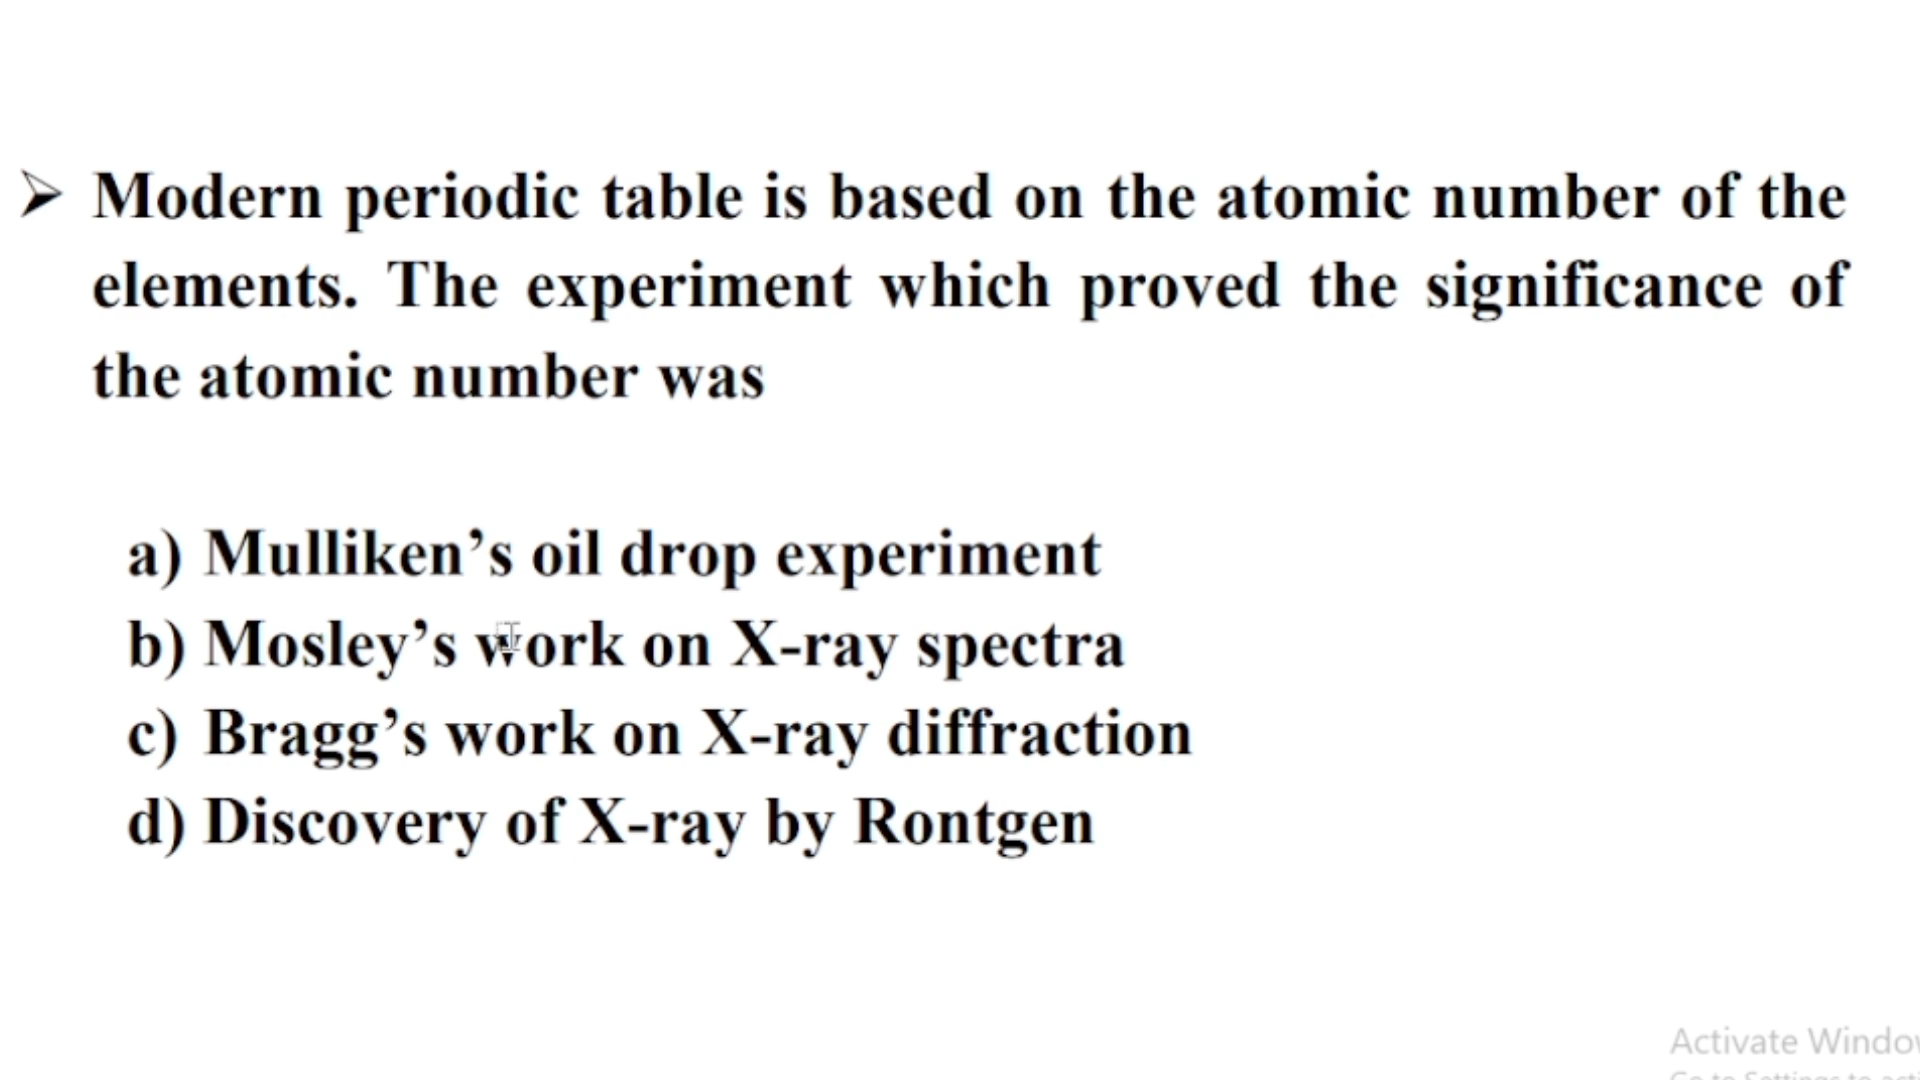 ➢ Modern periodic table is based on the atomic number of the
elements. The experiment which proved the significance of
the atomic number was
a) Mulliken’s oil drop experiment
b) Mosley’s work on X-ray spectra
c) Bragg’s work on X-ray diffraction
d) Discovery of X-ray by Rontgen
Activate Windo